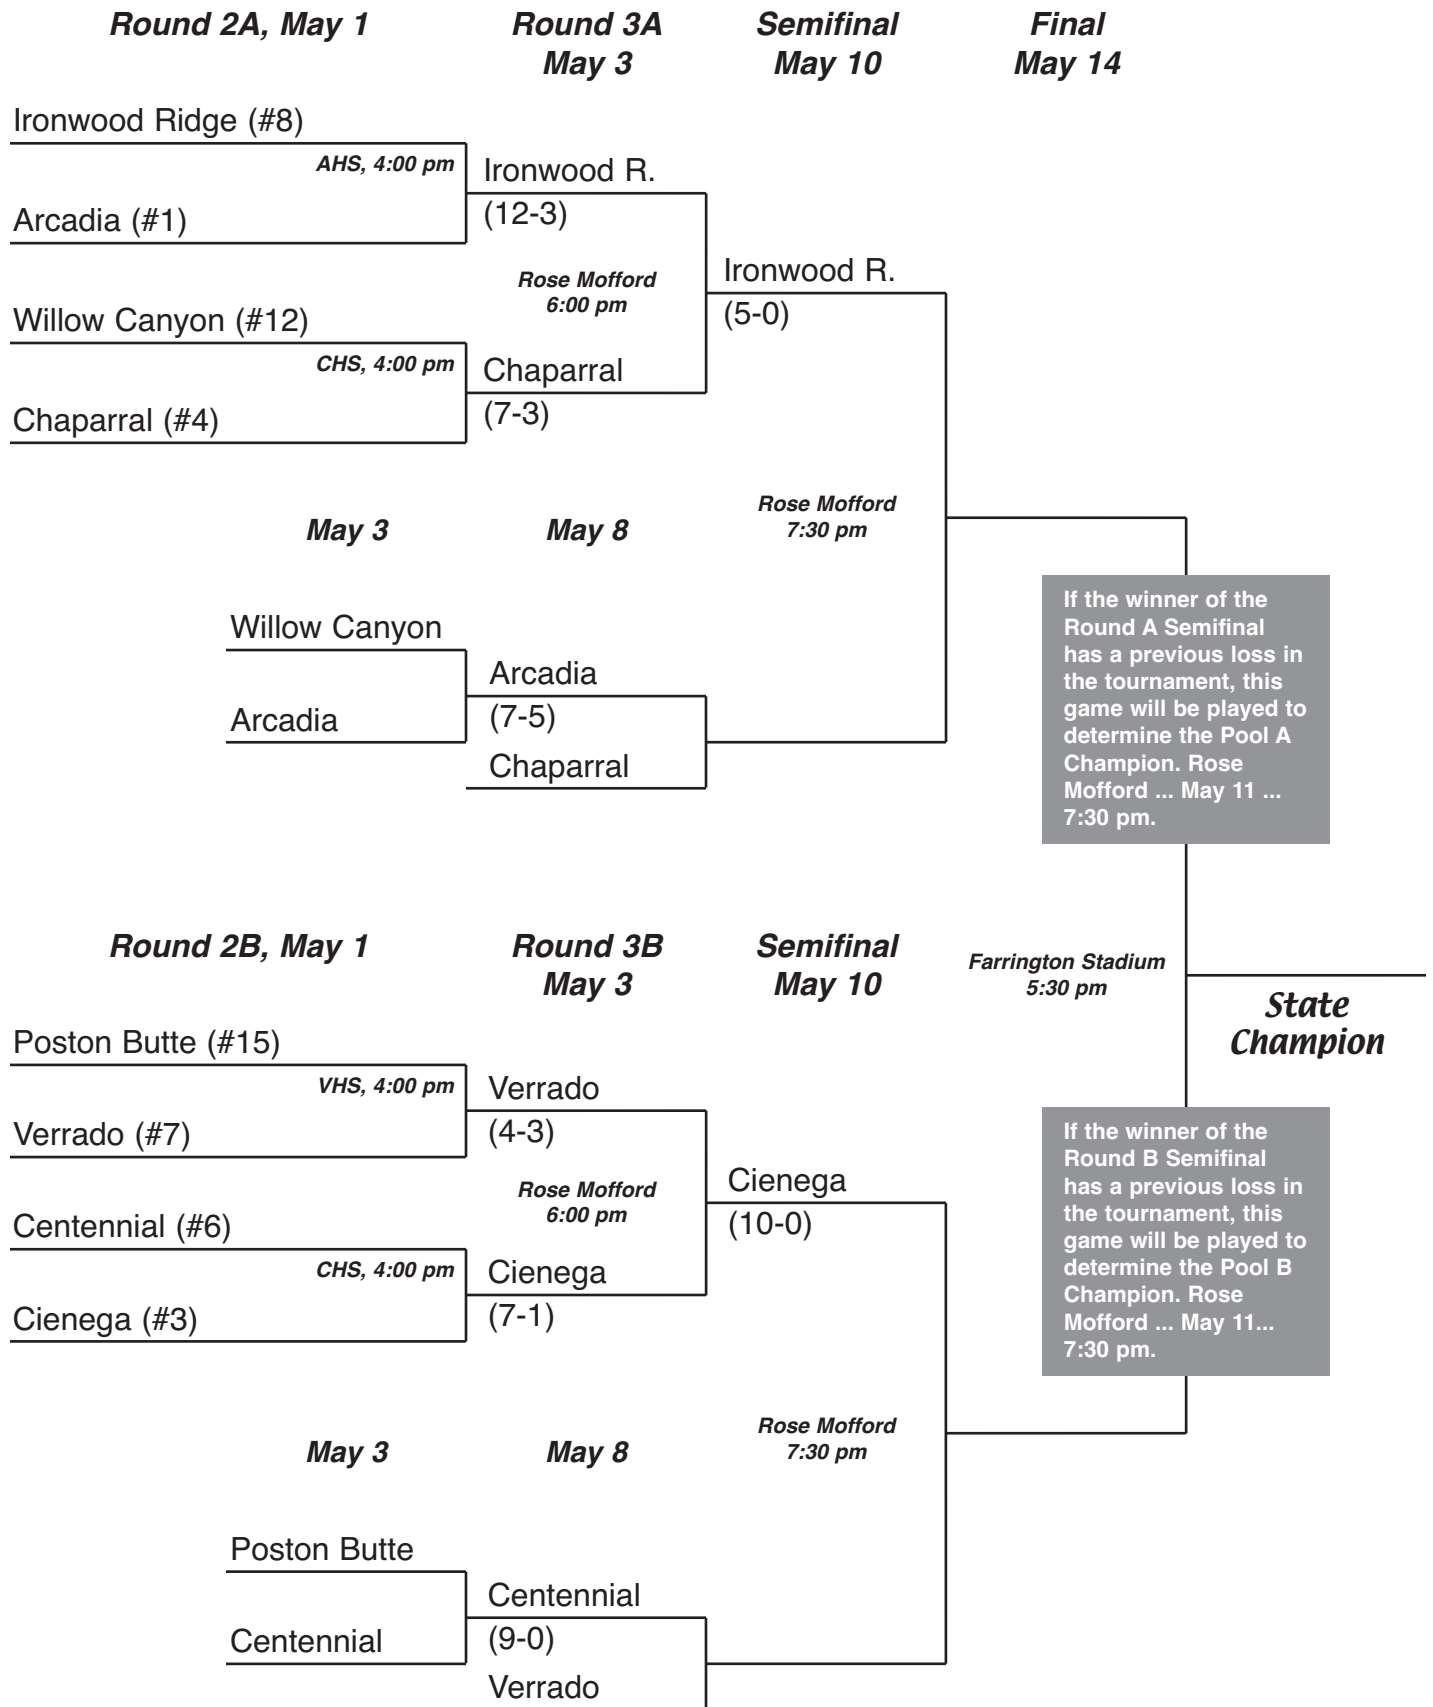 Round 2A, May 1
Round 3A
May 3
Semifinal
May 10
Final
May 14
Ironwood Ridge (#8)
AHS, 4:00 pm
Arcadia (#1)
Ironwood R.
(12-3)
Rose Mofford
6:00 pm
Ironwood R.
(5-0)
Willow Canyon (#12)
CHS, 4:00 pm
Chaparral (#4)
Chaparral
(7-3)
May 3
May 8
Rose Mofford
7:30 pm
Willow Canyon
Arcadia
Arcadia
(7-5)
Chaparral
If the winner of the
Round A Semifinal
has a previous loss in
the tournament, this
game will be played to
determine the Pool A
Champion. Rose
Mofford ... May 11 ...
7:30 pm.
Round 2B, May 1
Round 3B
May 3
Semifinal
May 10
Farrington Stadium
5:30 pm
State
Champion
Poston Butte (#15)
VHS, 4:00 pm
Verrado (#7)
Verrado
(4-3)
Rose Mofford
6:00 pm
Cienega
(10-0)
Centennial (#6)
CHS, 4:00 pm
Cienega (#3)
Cienega
(7-1)
If the winner of the
Round B Semifinal
has a previous loss in
the tournament, this
game will be played to
determine the Pool B
Champion. Rose
Mofford ... May 11...
7:30 pm.
May 3
May 8
Rose Mofford
7:30 pm
Poston Butte
Centennial
Centennial
(9-0)
Verrado